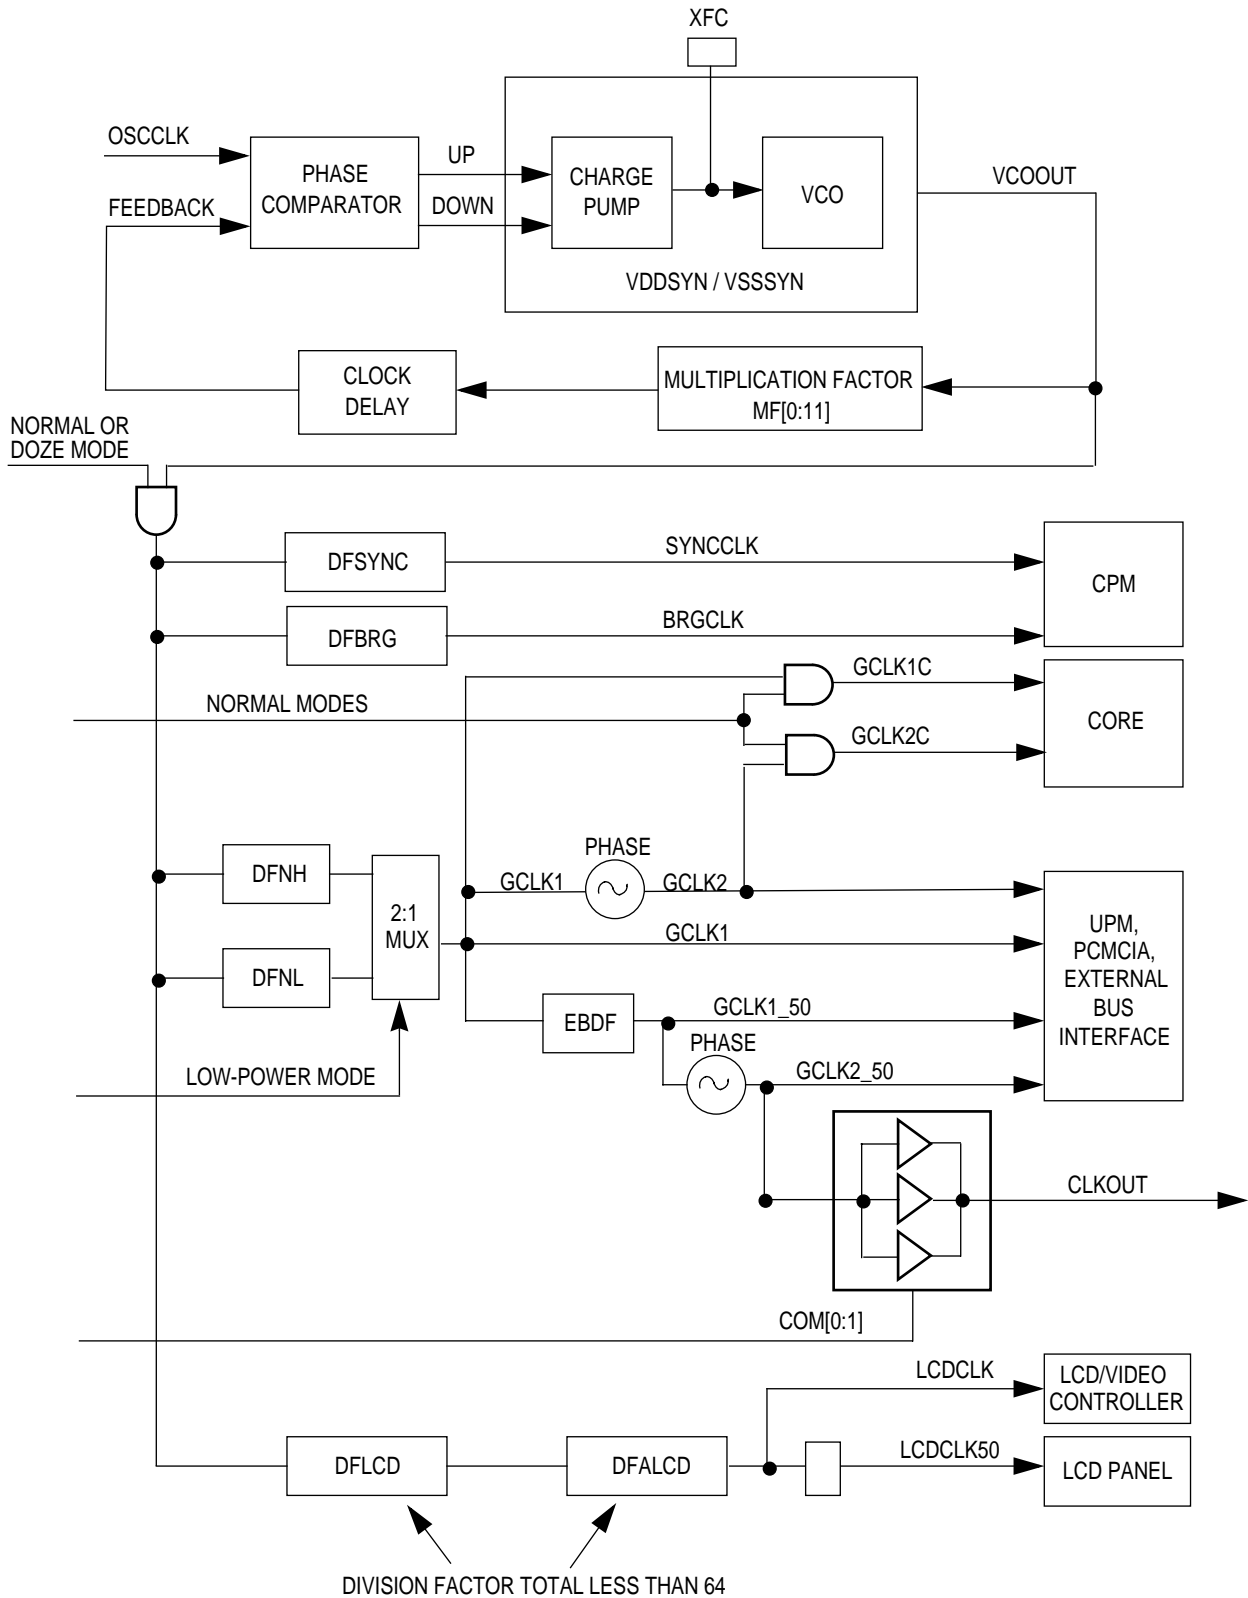 XFC
OSCCLK
PHASE
COMPARATOR
UP
CHARGE
PUMP
VCO
VCOOUT
FEEDBACK
DOWN
VDDSYN / VSSSYN
CLOCK
DELAY
MULTIPLICATION FACTOR
MF[0:11]
NORMAL OR
DOZE MODE
DFSYNC
SYNCCLK
CPM
DFBRG
BRGCLK
GCLK1C
NORMAL MODES
CORE
GCLK2C
PHASE
DFNH
GCLK1
GCLK2
2:1
MUX
GCLK1
UPM,
PCMCIA,
EXTERNAL
BUS
INTERFACE
DFNL
EBDF
GCLK1_50
PHASE
LOW-POWER MODE
GCLK2_50
CLKOUT
COM[0:1]
LCDCLK
LCD/VIDEO
CONTROLLER
DFLCD
DFALCD
LCDCLK50
LCD PANEL
DIVISION FACTOR TOTAL LESS THAN 64